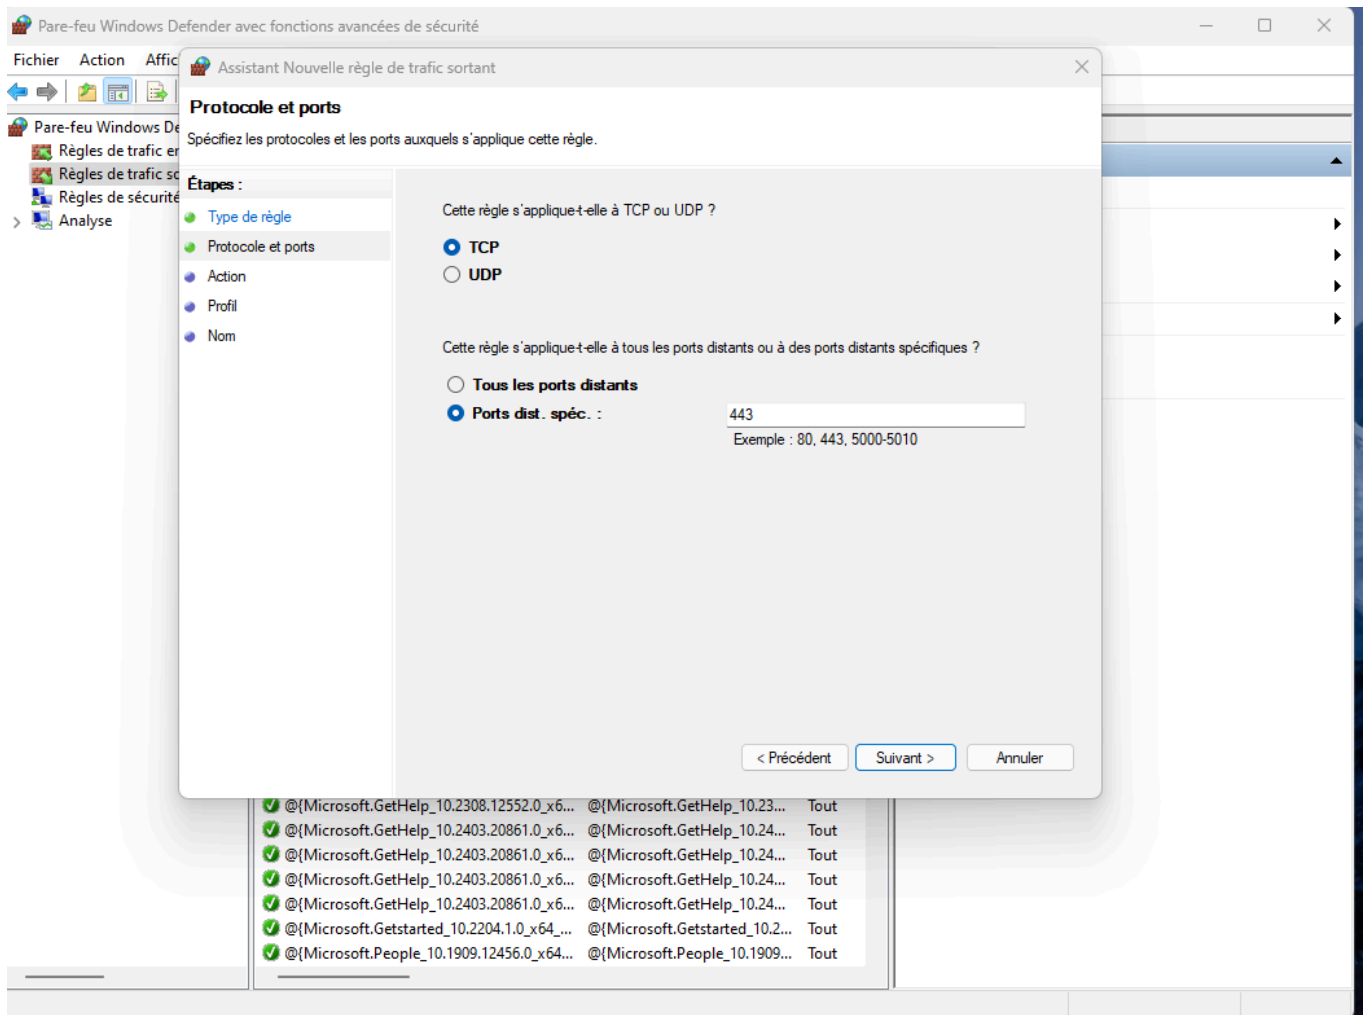 Pare-feu Windows Defender avec fonctions avancées de sécurité
Fichier Action Affic
Assistant Nouvelle règle de trafic sortant
Protocole et ports
Spécifiez les protocoles et les ports auxquels s'applique cette règle.
Pare-feu Windows De
Règles de trafic en
Règles de trafic so
Règles de sécurité
Analyse
Étapes :
Type de règle
Protocole et ports
Action
Profil
Nom
Cette règle s'applique-t-elle à TCP ou UDP ?
TCP
UDP
Cette règle s'applique-t-elle à tous les ports distants ou à des ports distants spécifiques ?
Tous les ports distants
Ports dist. spéc. : 443
Exemple : 80, 443, 5000-5010
< Précédent Suivant > Annuler
@{Microsoft.GetHelp_10.2308.12552.0_x6... @{Microsoft.GetHelp_10.23... Tout
@{Microsoft.GetHelp_10.2403.20861.0_x6... @{Microsoft.GetHelp_10.24... Tout
@{Microsoft.GetHelp_10.2403.20861.0_x6... @{Microsoft.GetHelp_10.24... Tout
@{Microsoft.GetHelp_10.2403.20861.0_x6... @{Microsoft.GetHelp_10.24... Tout
@{Microsoft.GetHelp_10.2403.20861.0_x6... @{Microsoft.GetHelp_10.24... Tout
@{Microsoft.Getstarted_10.2204.1.0_x64_... @{Microsoft.Getstarted_10.2... Tout
@{Microsoft.People_10.1909.12456.0_x64... @{Microsoft.People_10.1909... Tout